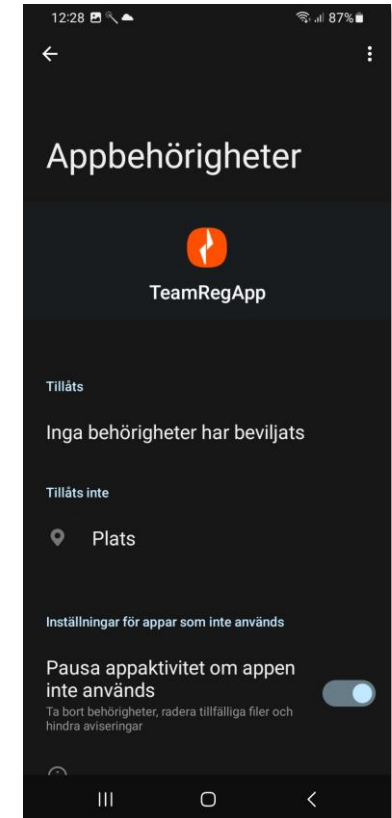 12:28 87%
Appbehörigheter
TeamRegApp
Tillåts
Inga behörigheter har beviljats
Tillåts inte
Plats
Inställningar för appar som inte används
Pausa appaktivitet om appen
inte används
Ta bort behörigheter, radera tillfälliga filer och
hindra aviseringar